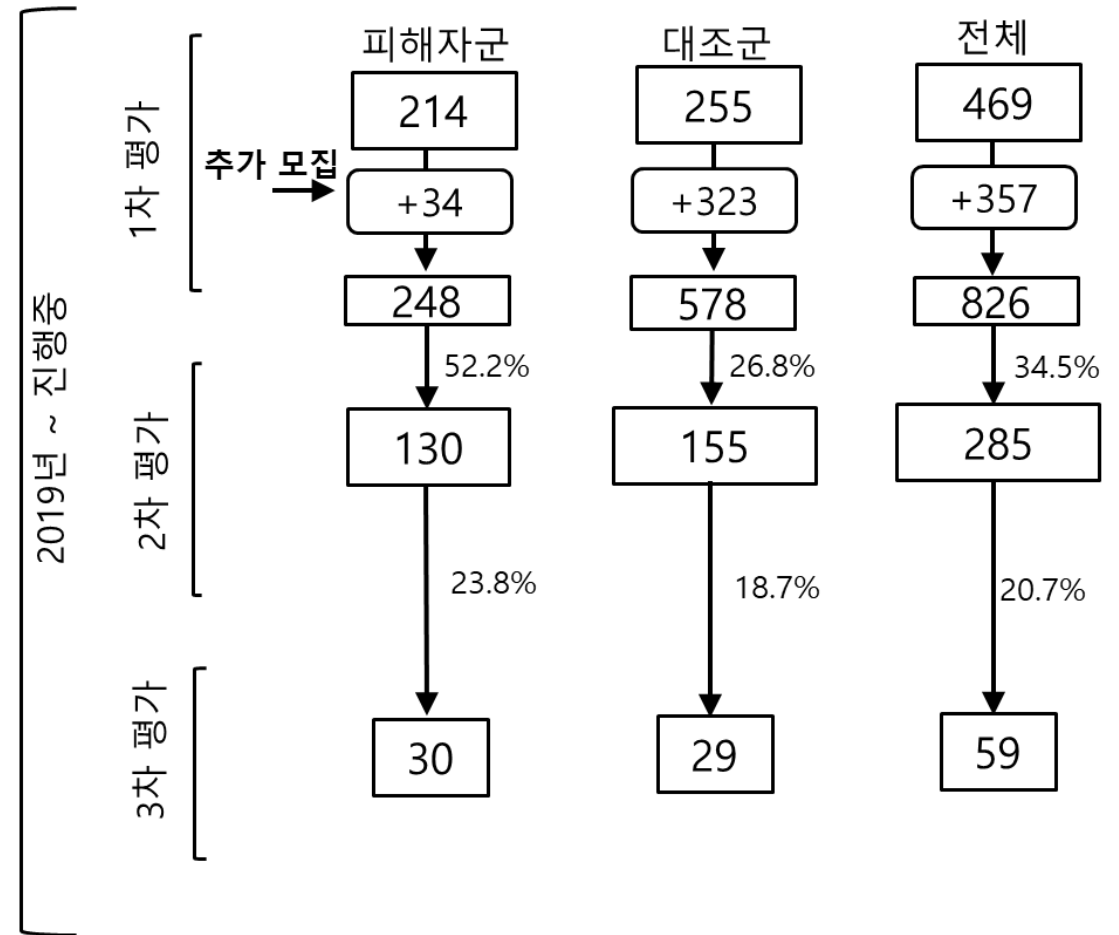 피해자군 대조군 전체
214 255 469
1차 평가
추가 모집
+34 +323 +357
248 578 826
2019년 ~ 진행중
52.2% 26.8% 34.5%
2차 평가
130 155 285
23.8% 18.7% 20.7%
3차 평가
30 29 59